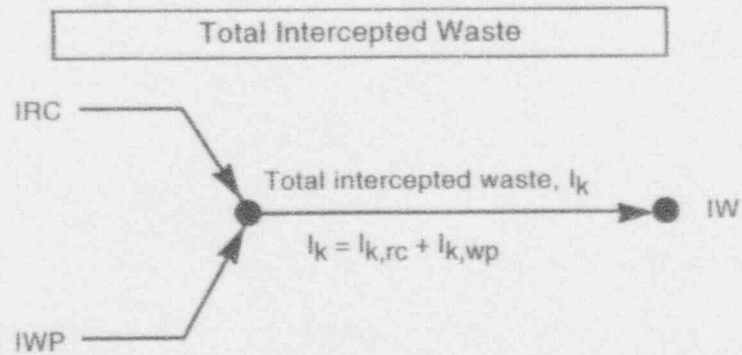 Total Intercepted Waste
IRC
Total intercepted waste, Iₖ
IW
Iₖ = Iₖ,rc + Iₖ,wp
IWP